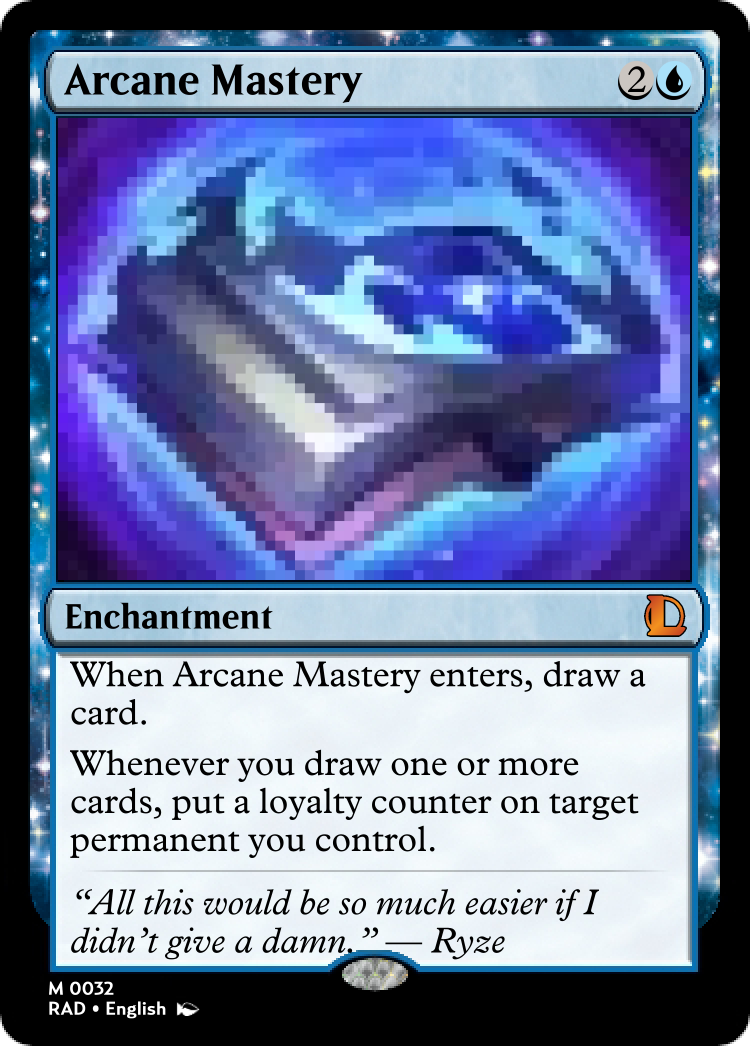 Arcane Mastery 2
Enchantment
When Arcane Mastery enters, draw a
card.
Whenever you draw one or more
cards, put a loyalty counter on target
permanent you control.
“All this would be so much easier if I
didn’t give a damn.” — Ryze
M 0032
RAD • English